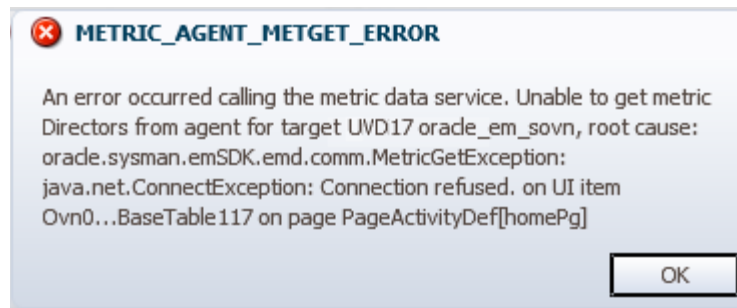 METRIC_AGENT_METGET_ERROR
An error occurred calling the metric data service. Unable to get metric
Directors from agent for target UVD17 oracle_em_sovn, root cause:
oracle.sysman.emSDK.emd.comm.MetricGetException:
java.net.ConnectException: Connection refused. on UI item
Ovn0...BaseTable117 on page PageActivityDef[homePg]
OK